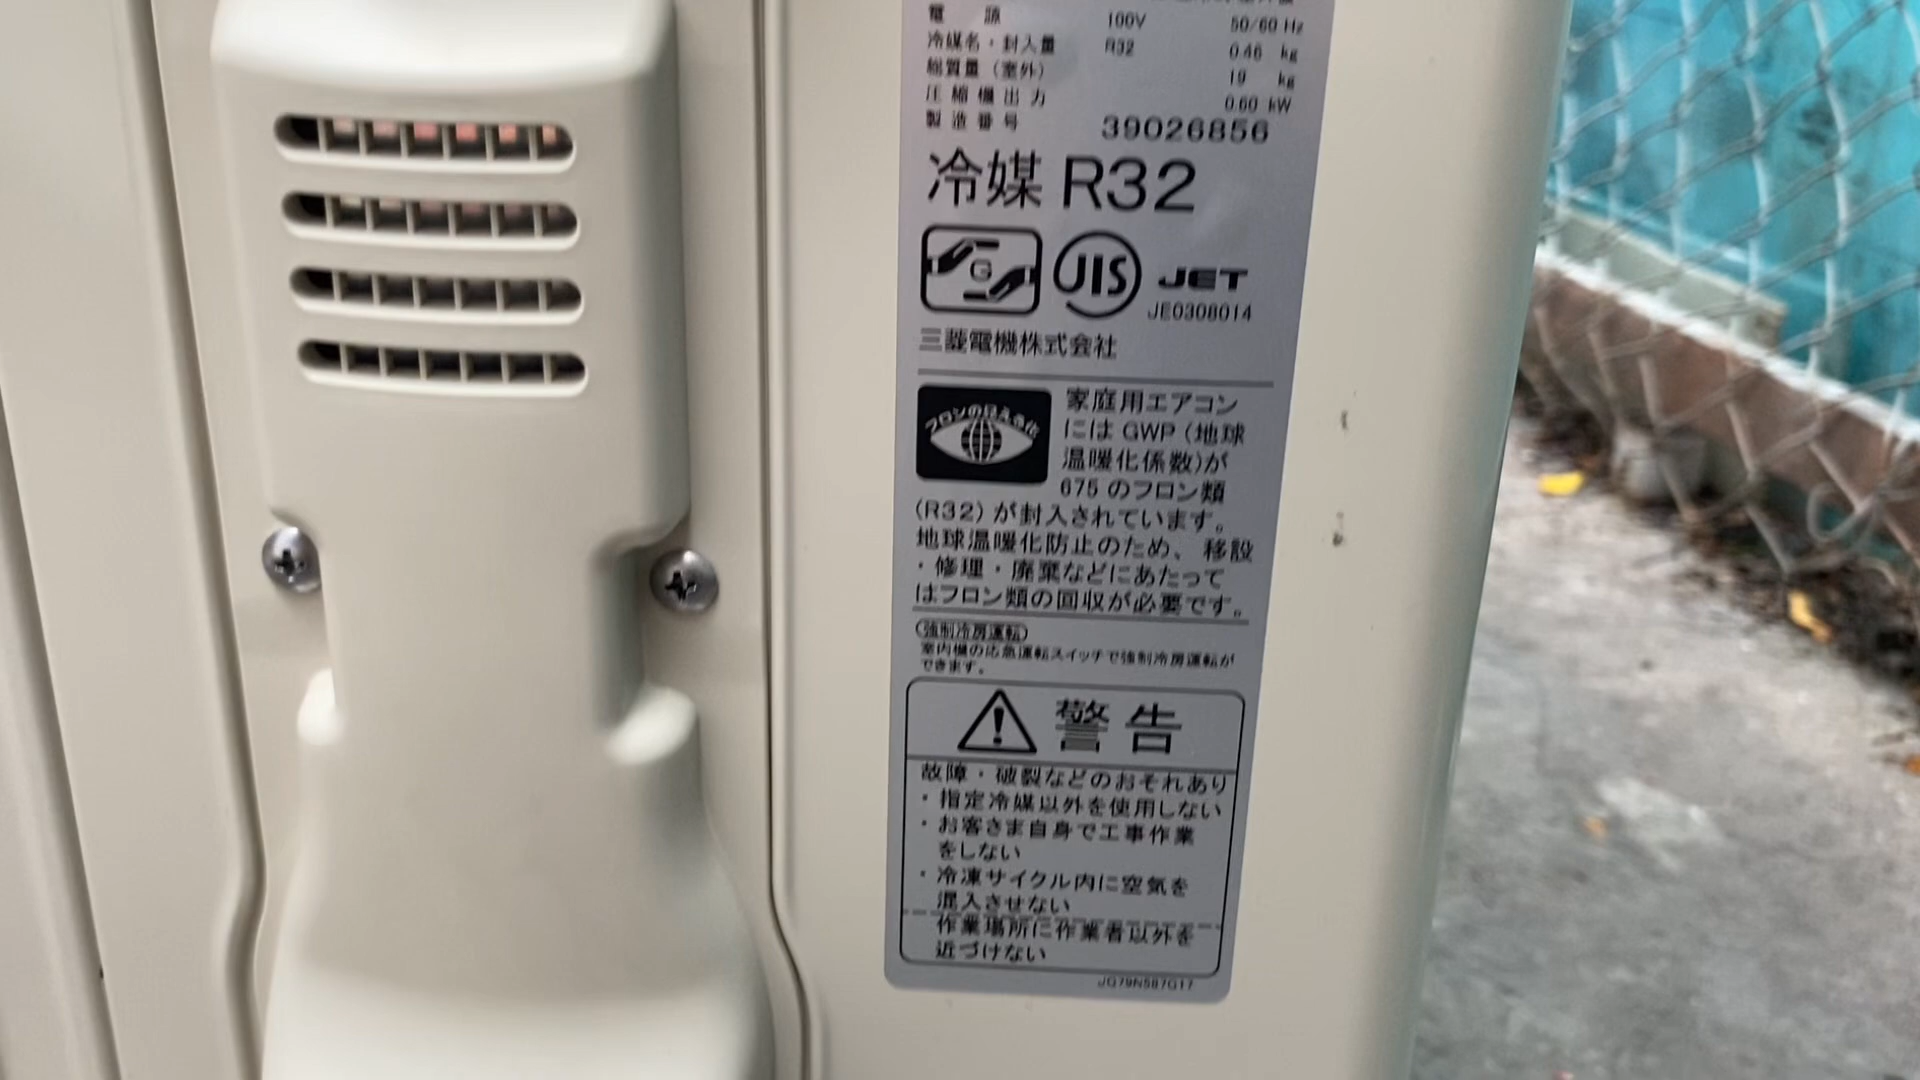 電源 100V 50/60 Hz
冷媒名・封入量 R32 0.46 kg
総質量(室外) 19 kg
圧縮機出力 0.60 kW
製造番号 39026856
冷媒 R32
G
JIS
JET
JE0308014
三菱電機株式会社
フロンの見える化
家庭用エアコン
には GWP (地球
温暖化係数)が
675 のフロン類
(R32) が封入されています。
地球温暖化防止のため、移設
・修理・廃棄などにあたって
はフロン類の回収が必要です。
強制冷房運転
室内機の応急運転スイッチで強制冷房運転が
できます。
警告
故障・破裂などのおそれあり
・指定冷媒以外を使用しない
・お客さま自身で工事作業
をしない
・冷凍サイクル内に空気を
混入させない
作業場所に作業者以外を
近づけない
JG79N587G17